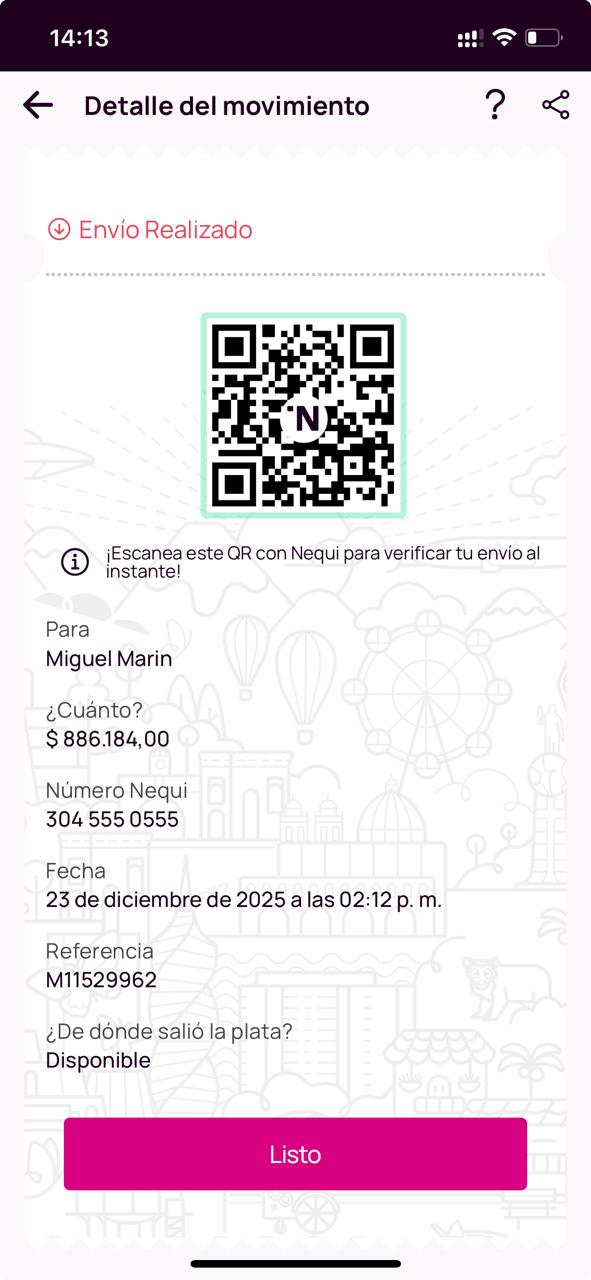 14:13
Detalle del movimiento
Envío Realizado
N
¡Escanea este QR con Nequi para verificar tu envío al
instante!
Para
Miguel Marin
¿Cuánto?
$ 886.184,00
Número Nequi
304 555 0555
Fecha
23 de diciembre de 2025 a las 02:12 p. m.
Referencia
M11529962
¿De dónde salió la plata?
Disponible
Listo